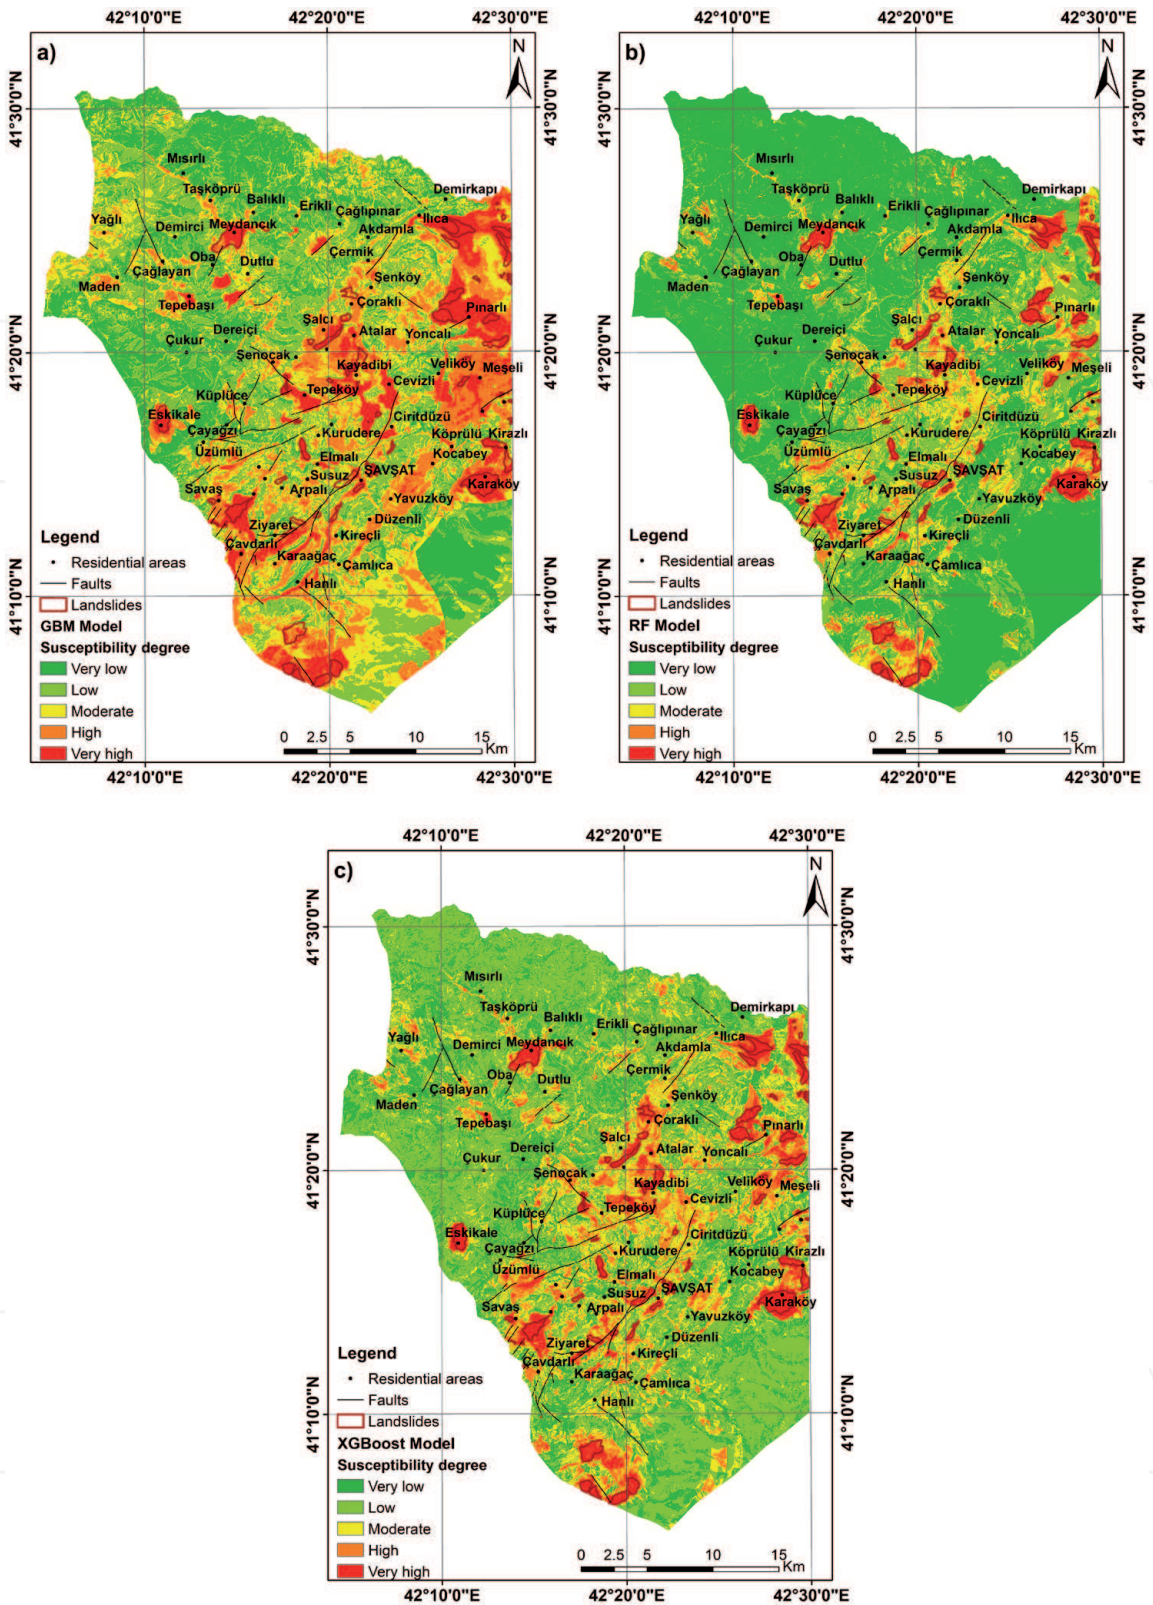 42°10'0"E 42°20'0"E 42°30'0"E
a)
N
41°30'0"N
41°30'0"N
Mısırlı
Taşköprü
Demirkapı
Balıklı
Erikli
Yağlı
Çağlıpınar
Ilıca
Demirci
Meydancık
Akdamla
Oba
Çermik
Çağlayan
Dutlu
Maden
Şenköy
Tepebaşı
Çoraklı
Pınarlı
Şalcı
Dereiçi
Atalar
Yoncalı
Çukur
41°20'0"N
41°20'0"N
Şenocak
Kayadibi
Veliköy
Meşeli
Tepeköy
Cevizli
Küplüce
Eskikale
Ciritdüzü
Çayağzı
Kurudere
Köprülü
Kirazlı
Üzümlü
Elmalı
Kocabey
Susuz
ŞAVŞAT
Karaköy
Savaş
Arpalı
Yavuzköy
Ziyaret
Düzenli
Çavdarlı
Kireçli
Karaağaç
Çamlıca
Hanlı
41°10'0"N
41°10'0"N
Legend
Residential areas
Faults
Landslides
GBM Model
Susceptibility degree
Very low
Low
Moderate
High
Very high
0 2.5 5 10 15
Km
42°10'0"E 42°20'0"E 42°30'0"E
42°10'0"E 42°20'0"E 42°30'0"E
b)
N
41°30'0"N
41°30'0"N
Mısırlı
Taşköprü
Demirkapı
Balıklı
Erikli
Yağlı
Çağlıpınar
Ilıca
Demirci
Meydancık
Akdamla
Oba
Çermik
Çağlayan
Dutlu
Maden
Şenköy
Tepebaşı
Çoraklı
Pınarlı
Şalcı
Dereiçi
Atalar
Yoncalı
Çukur
41°20'0"N
41°20'0"N
Şenocak
Kayadibi
Veliköy
Meşeli
Tepeköy
Cevizli
Küplüce
Eskikale
Ciritdüzü
Çayağzı
Kurudere
Köprülü
Kirazlı
Üzümlü
Elmalı
Kocabey
Susuz
ŞAVŞAT
Karaköy
Savaş
Arpalı
Yavuzköy
Ziyaret
Düzenli
Çavdarlı
Kireçli
Karaağaç
Çamlıca
Hanlı
41°10'0"N
41°10'0"N
Legend
Residential areas
Faults
Landslides
RF Model
Susceptibility degree
Very low
Low
Moderate
High
Very high
0 2.5 5 10 15
Km
42°10'0"E 42°20'0"E 42°30'0"E
42°10'0"E 42°20'0"E 42°30'0"E
c)
N
41°30'0"N
41°30'0"N
Mısırlı
Taşköprü
Demirkapı
Balıklı
Erikli
Yağlı
Çağlıpınar
Ilıca
Demirci
Meydancık
Akdamla
Oba
Çermik
Çağlayan
Dutlu
Maden
Şenköy
Tepebaşı
Çoraklı
Pınarlı
Şalcı
Dereiçi
Atalar
Yoncalı
Çukur
41°20'0"N
41°20'0"N
Şenocak
Kayadibi
Veliköy
Meşeli
Tepeköy
Cevizli
Küplüce
Eskikale
Ciritdüzü
Çayağzı
Kurudere
Köprülü
Kirazlı
Üzümlü
Elmalı
Kocabey
Susuz
ŞAVŞAT
Karaköy
Savaş
Arpalı
Yavuzköy
Ziyaret
Düzenli
Çavdarlı
Kireçli
Karaağaç
Çamlıca
Hanlı
41°10'0"N
41°10'0"N
Legend
Residential areas
Faults
Landslides
XGBoost Model
Susceptibility degree
Very low
Low
Moderate
High
Very high
0 2.5 5 10 15
Km
42°10'0"E 42°20'0"E 42°30'0"E